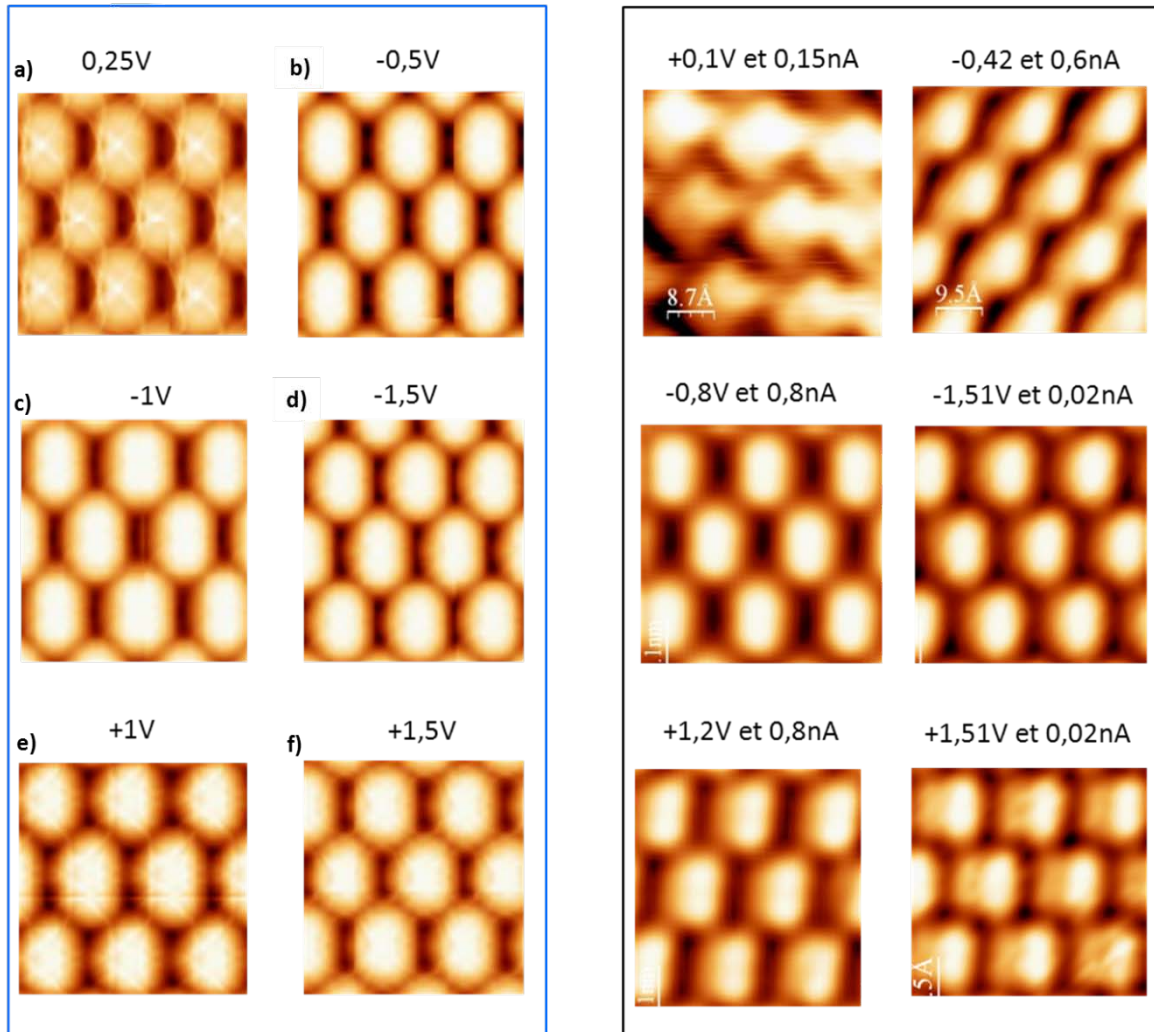 a) 0,25V
b) -0,5V
+0,1V et 0,15nA
-0,42 et 0,6nA
8.7Å
9.5Å
c) -1V
d) -1,5V
-0,8V et 0,8nA
-1,51V et 0,02nA
.1nm
e) +1V
f) +1,5V
+1,2V et 0,8nA
+1,51V et 0,02nA
1nm
.5Å